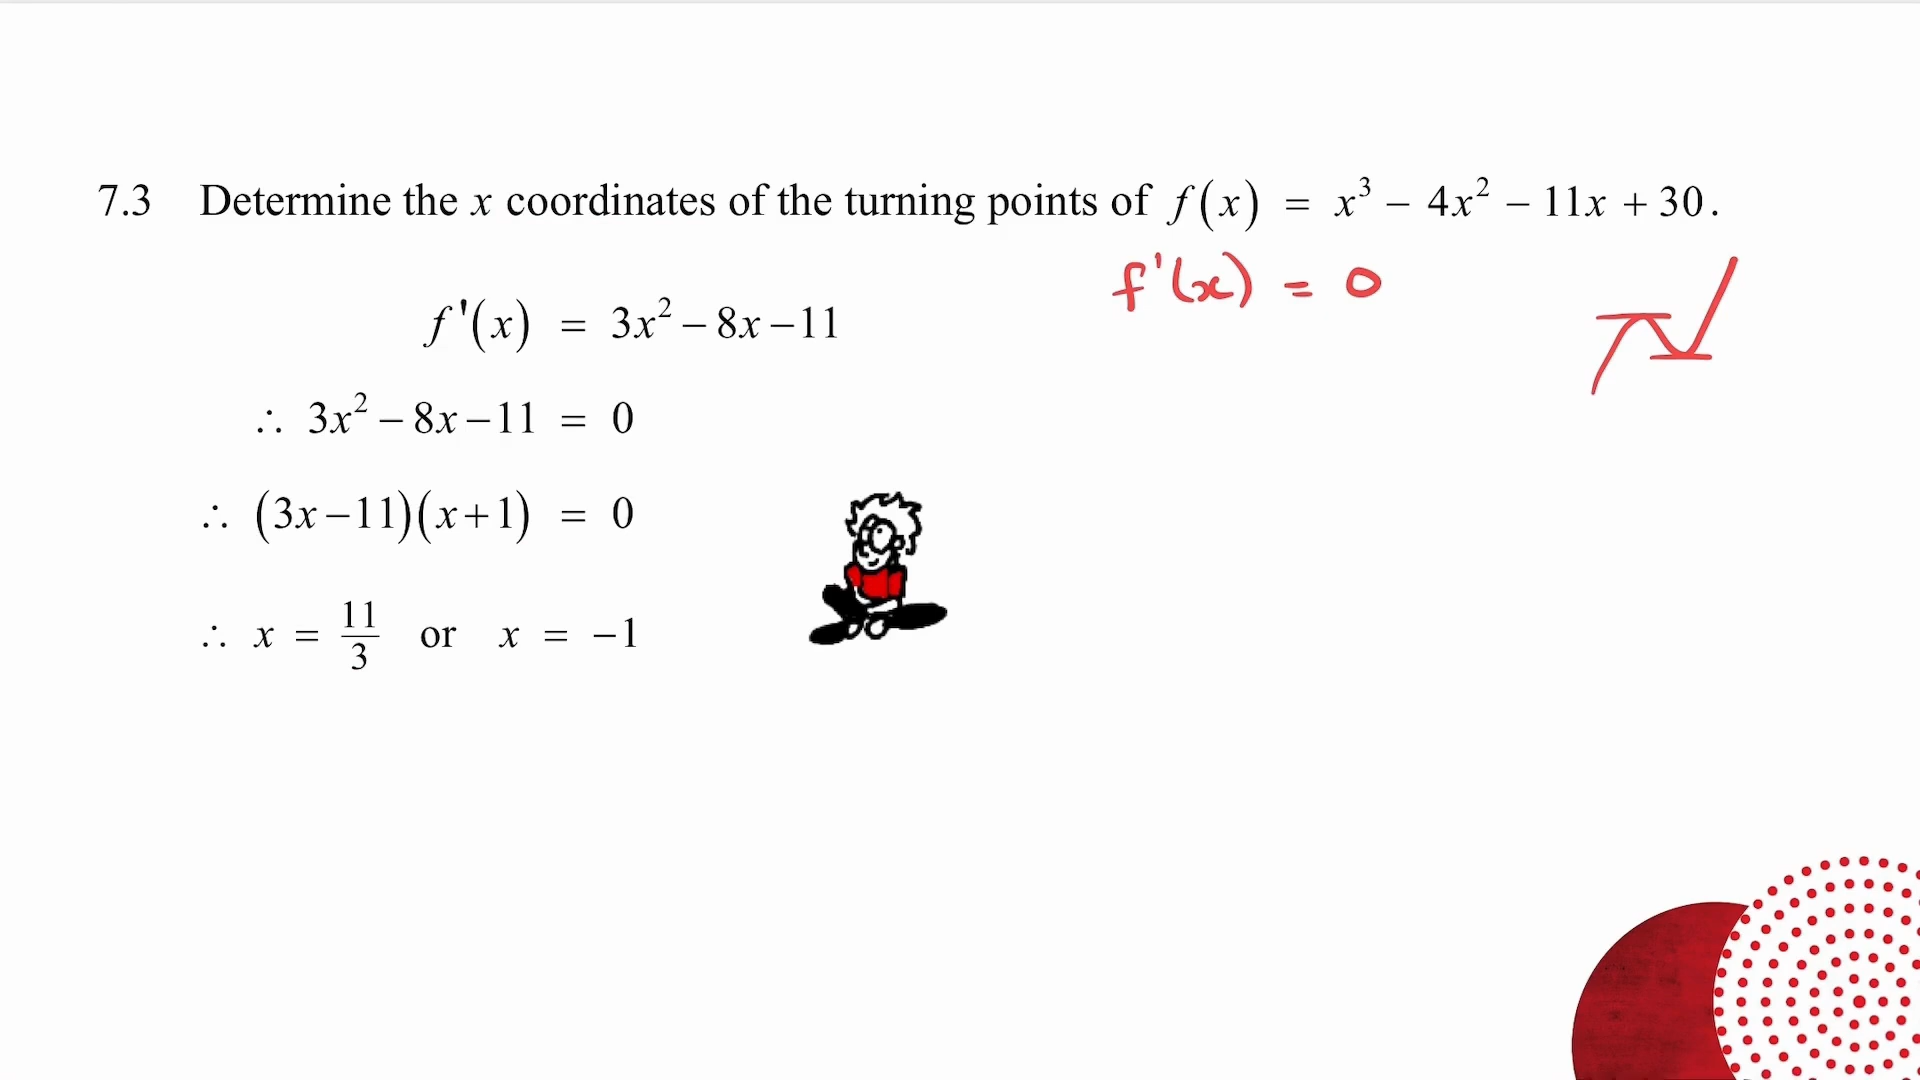 7.3 Determine the x coordinates of the turning points of f(x) = x³ − 4x² − 11x + 30.
f'(x) = 0
f'(x) = 3x² − 8x − 11
∴ 3x² − 8x − 11 = 0
∴ (3x − 11)(x + 1) = 0
∴ x = 11/3 or x = −1